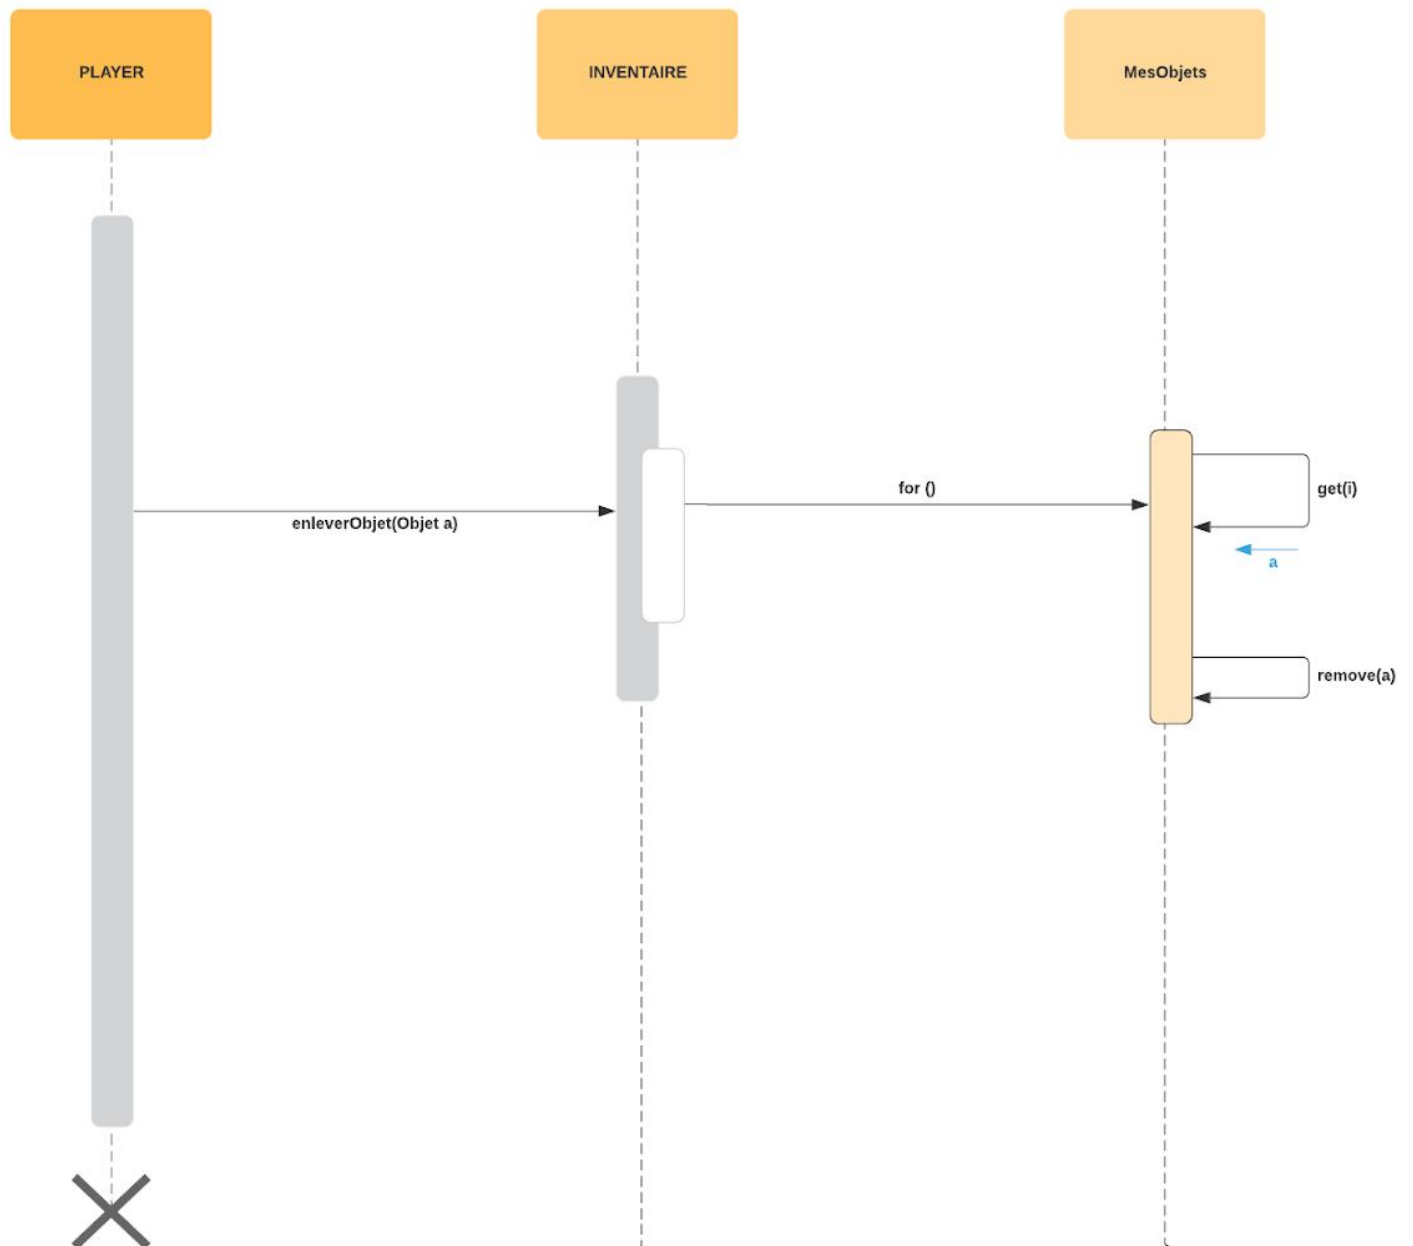 PLAYER
INVENTAIRE
MesObjets
for ()
get(i)
enleverObjet(Objet a)
a
remove(a)